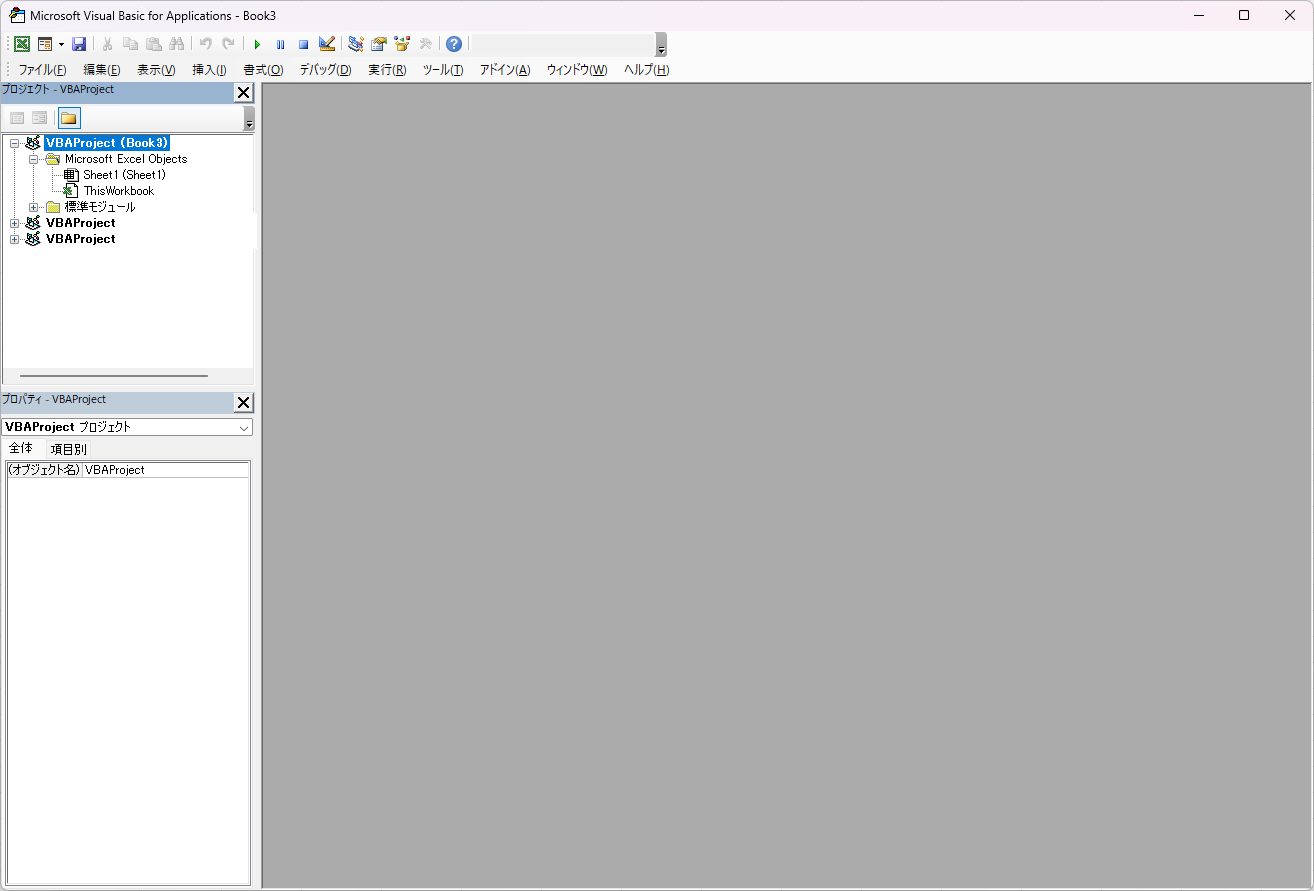 Microsoft Visual Basic for Applications - Book3
ファイル(F) 編集(E) 表示(V) 挿入(I) 書式(O) デバッグ(D) 実行(R) ツール(T) アドイン(A) ウィンドウ(W) ヘルプ(H)
プロジェクト - VBAProject
VBAProject (Book3)
Microsoft Excel Objects
Sheet1 (Sheet1)
ThisWorkbook
標準モジュール
VBAProject
VBAProject
プロパティ - VBAProject
VBAProject プロジェクト
全体 項目別
(オブジェクト名) VBAProject